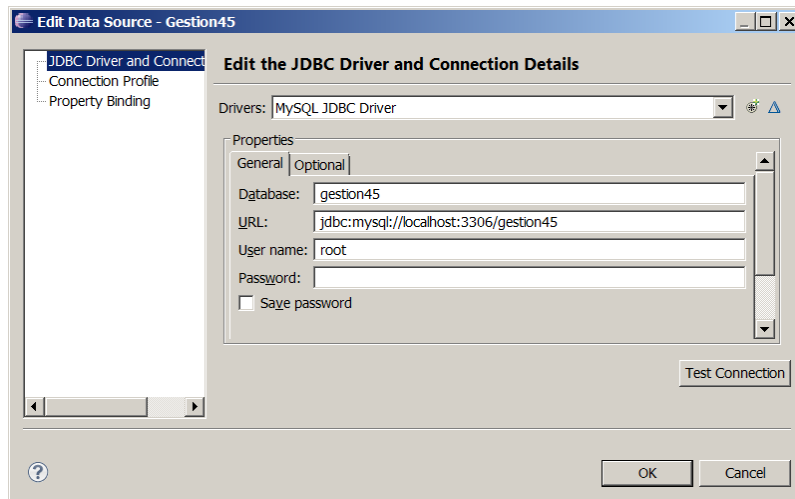 Edit Data Source - Gestion45
JDBC Driver and Connect
Connection Profile
Property Binding
Edit the JDBC Driver and Connection Details
Drivers: MySQL JDBC Driver
Properties
General Optional
Database: gestion45
URL: jdbc:mysql://localhost:3306/gestion45
User name: root
Password:
Save password
Test Connection
?
OK Cancel